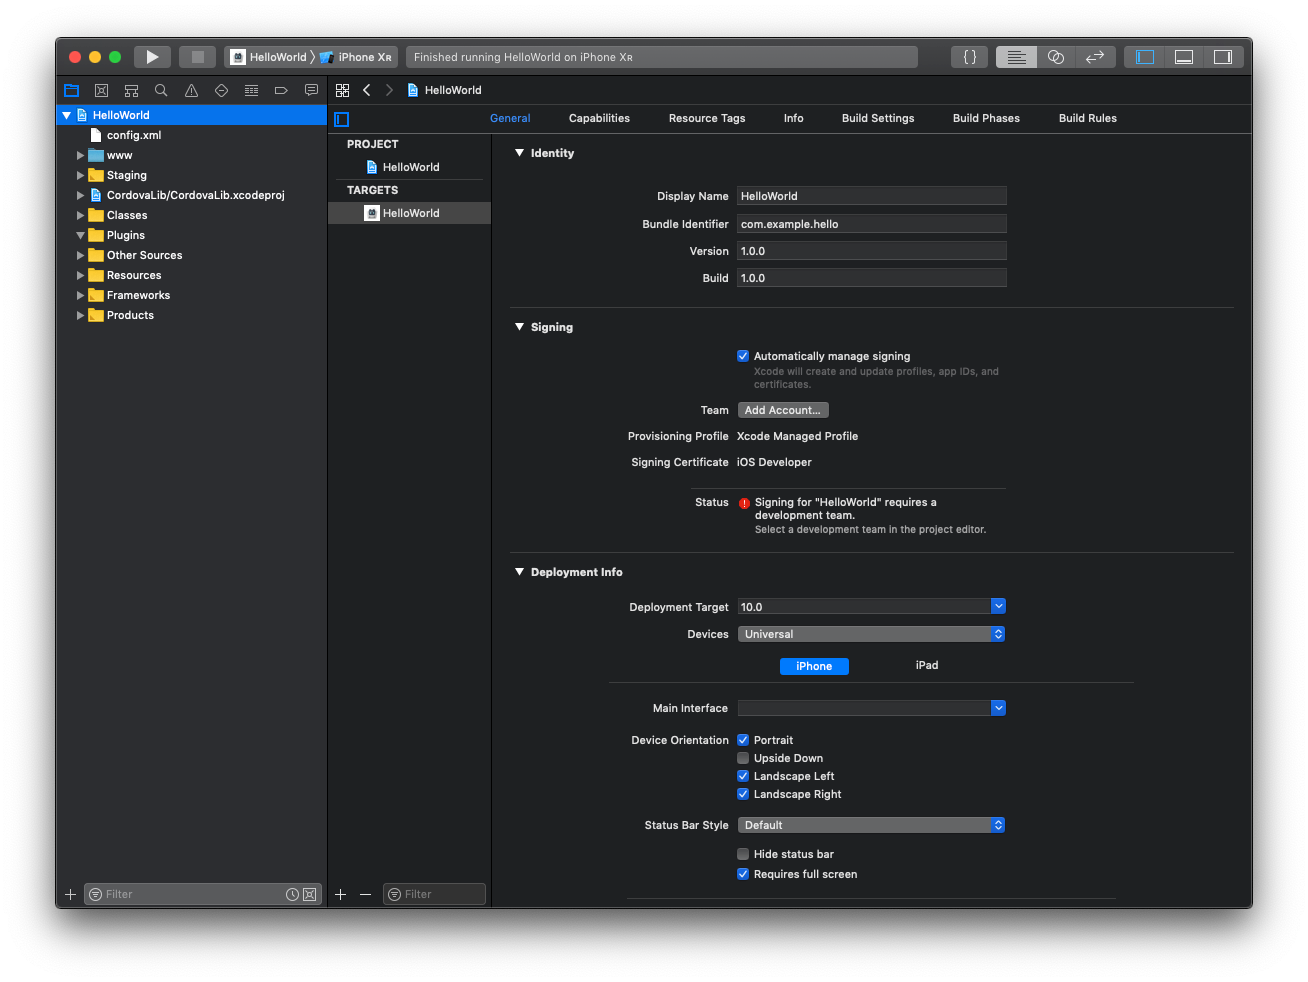 HelloWorld 〉 iPhone XR
Finished running HelloWorld on iPhone XR
{ }
HelloWorld
HelloWorld
config.xml
www
Staging
CordovaLib/CordovaLib.xcodeproj
Classes
Plugins
Other Sources
Resources
Frameworks
Products
Filter
General Capabilities Resource Tags Info Build Settings Build Phases Build Rules
PROJECT
HelloWorld
TARGETS
HelloWorld
Filter
Identity
Display Name HelloWorld
Bundle Identifier com.example.hello
Version 1.0.0
Build 1.0.0
Signing
Automatically manage signing
Xcode will create and update profiles, app IDs, and
certificates.
Team Add Account...
Provisioning Profile Xcode Managed Profile
Signing Certificate iOS Developer
Status Signing for "HelloWorld" requires a
development team.
Select a development team in the project editor.
Deployment Info
Deployment Target 10.0
Devices Universal
iPhone iPad
Main Interface
Device Orientation Portrait
Upside Down
Landscape Left
Landscape Right
Status Bar Style Default
Hide status bar
Requires full screen